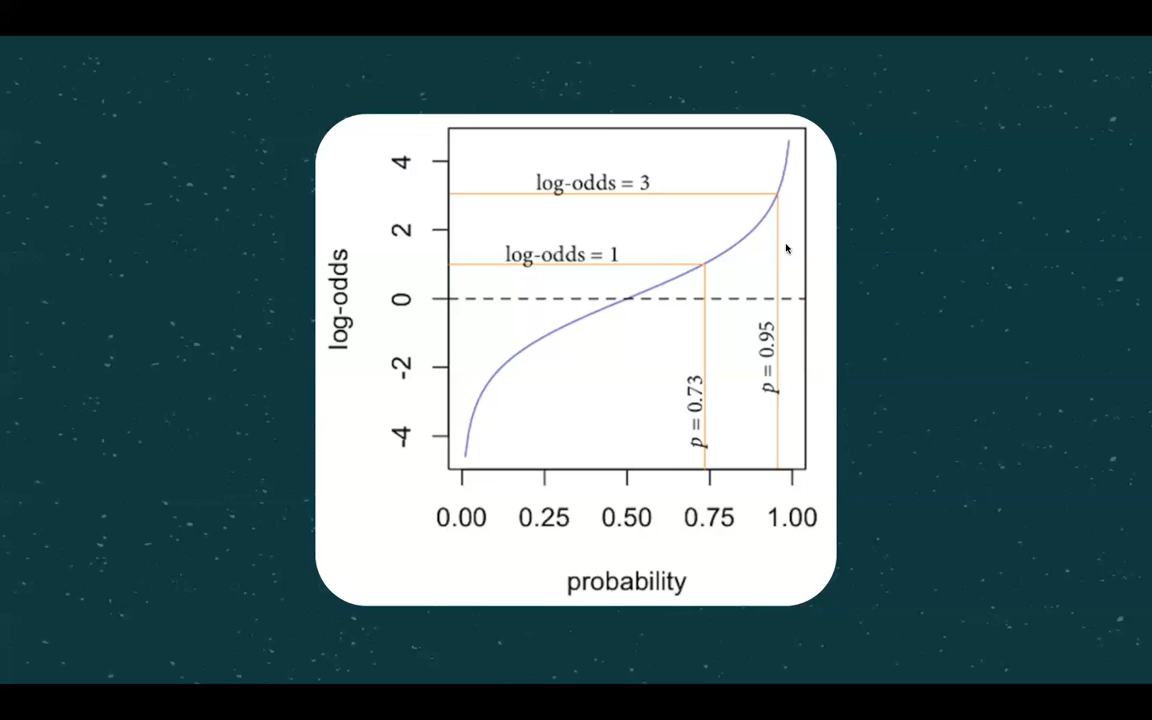 4
log-odds = 3
2
log-odds = 1
log-odds
0
p = 0.95
-2
p = 0.73
-4
0.00 0.25 0.50 0.75 1.00
probability